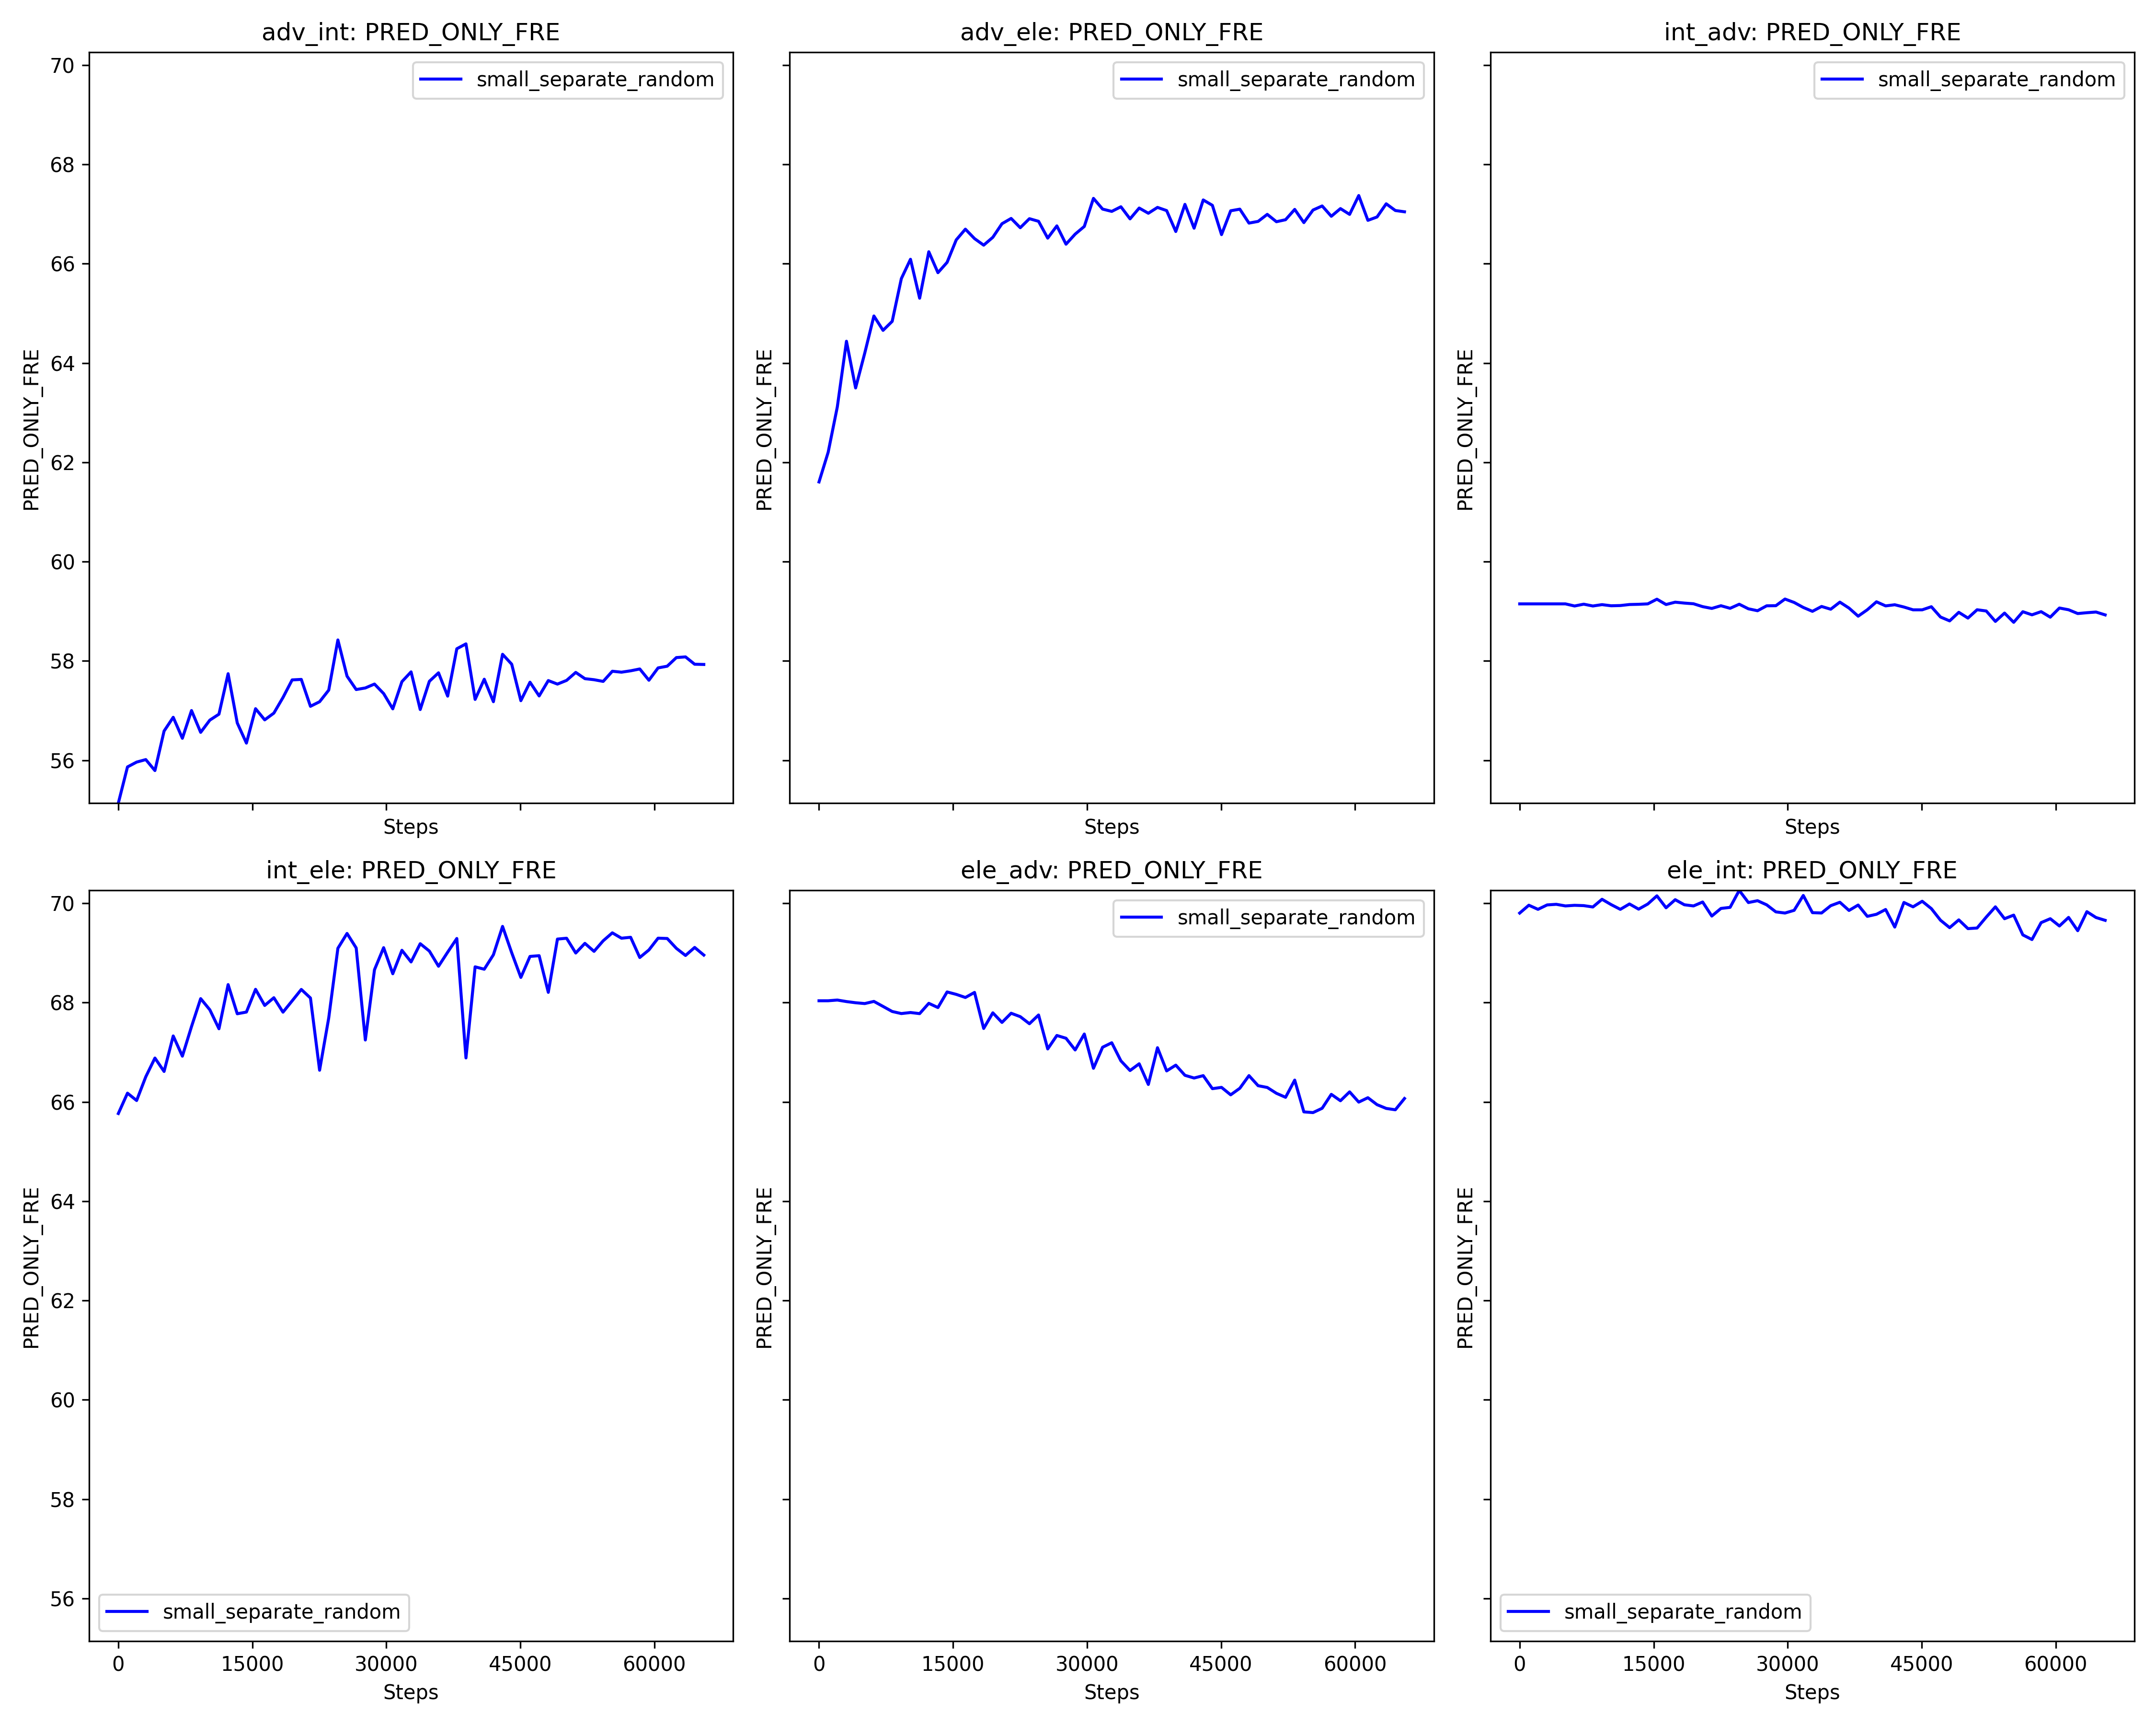 adv_int: PRED_ONLY_FRE
adv_ele: PRED_ONLY_FRE
int_adv: PRED_ONLY_FRE
small_separate_random
small_separate_random
small_separate_random
70
68
66
64
62
60
58
56
PRED_ONLY_FRE
PRED_ONLY_FRE
PRED_ONLY_FRE
Steps
Steps
Steps
int_ele: PRED_ONLY_FRE
ele_adv: PRED_ONLY_FRE
ele_int: PRED_ONLY_FRE
small_separate_random
70
68
66
64
62
60
58
56
PRED_ONLY_FRE
PRED_ONLY_FRE
PRED_ONLY_FRE
small_separate_random
small_separate_random
0 15000 30000 45000 60000
0 15000 30000 45000 60000
0 15000 30000 45000 60000
Steps
Steps
Steps